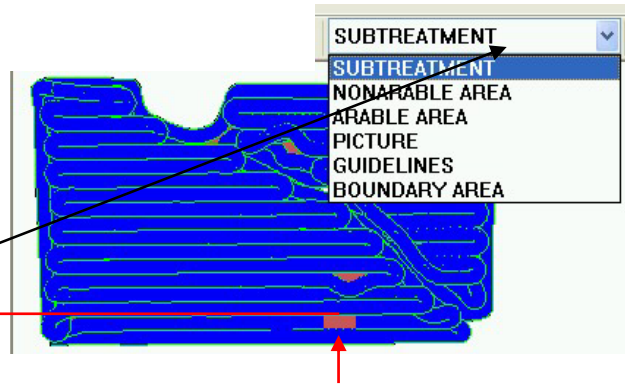 SUBTREATMENT
SUBTREATMENT
NONARABLE AREA
ARABLE AREA
PICTURE
GUIDELINES
BOUNDARY AREA